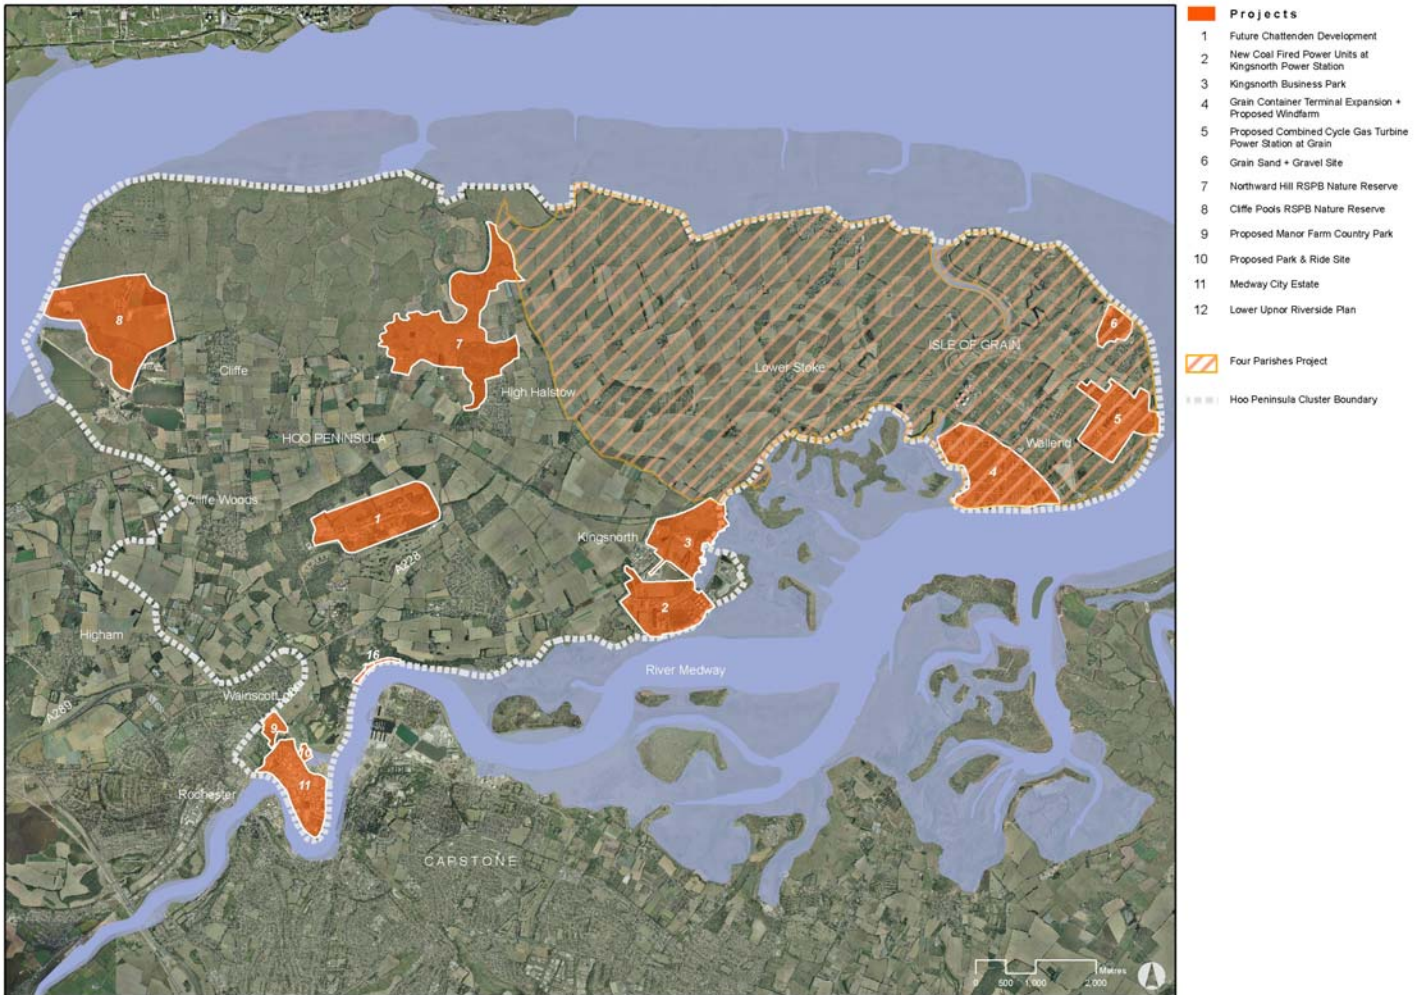 Projects
1 Future Chattenden Development
2 New Coal Fired Power Units at
Kingsnorth Power Station
3 Kingsnorth Business Park
4 Grain Container Terminal Expansion +
Proposed Windfarm
5 Proposed Combined Cycle Gas Turbine
Power Station at Grain
6 Grain Sand + Gravel Site
7 Northward Hill RSPB Nature Reserve
8 Cliffe Pools RSPB Nature Reserve
9 Proposed Manor Farm Country Park
10 Proposed Park & Ride Site
11 Medway City Estate
12 Lower Upnor Riverside Plan
Four Parishes Project
Hoo Peninsula Cluster Boundary
8
7
6
ISLE OF GRAIN
Cliffe
Lower Stoke
High Halstow
5
HOO PENINSULA
Wallend
4
Cliffe Woods
1
Kingsnorth
3
A228
2
Higham
16
River Medway
Wainscott
A289
9
10
11
Rochester
CAPSTONE
Metres
0 500 1,000 2,000